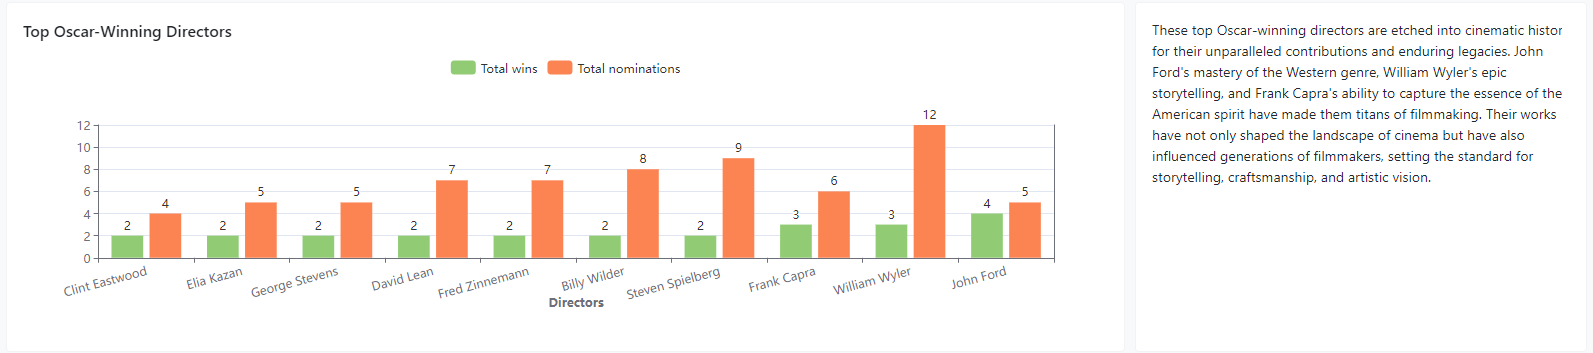 Top Oscar-Winning Directors
Total wins Total nominations
12
10
8
6
4
2
0
2 4 2 5 2 5 2 7 2 7 2 8 2 9 3 6 3 12 4 5
Clint Eastwood Elia Kazan George Stevens David Lean Fred Zinnemann Billy Wilder Steven Spielberg Frank Capra William Wyler John Ford
Directors
These top Oscar-winning directors are etched into cinematic histor
for their unparalleled contributions and enduring legacies. John
Ford's mastery of the Western genre, William Wyler's epic
storytelling, and Frank Capra's ability to capture the essence of the
American spirit have made them titans of filmmaking. Their works
have not only shaped the landscape of cinema but have also
influenced generations of filmmakers, setting the standard for
storytelling, craftsmanship, and artistic vision.